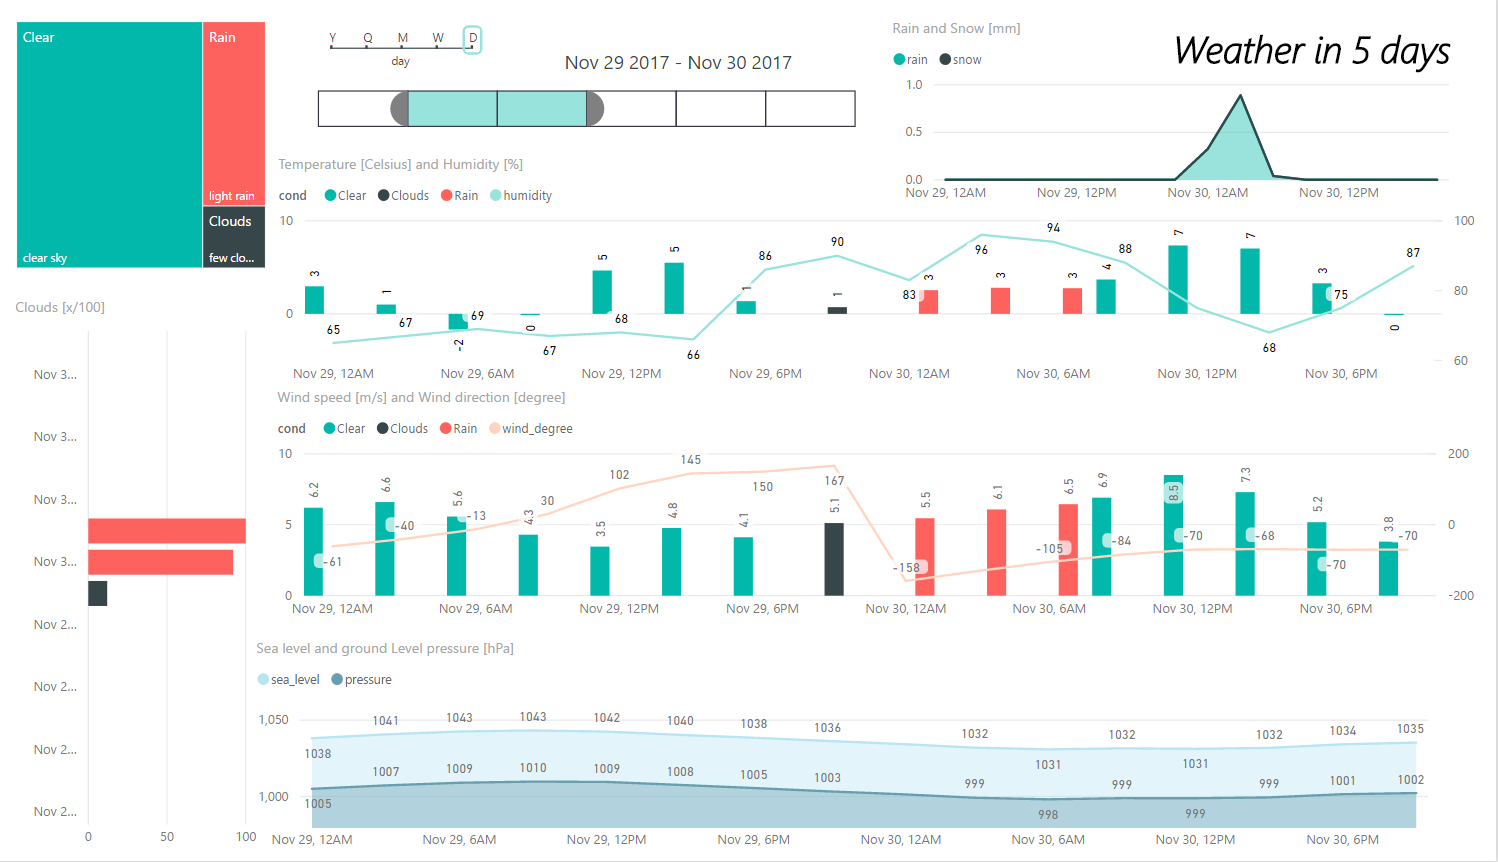 Clear
Rain
light rain
Clouds
clear sky
few clo...
Y Q M W D
day
Nov 29 2017 - Nov 30 2017
Rain and Snow [mm]
rain snow
Weather in 5 days
1.0
0.5
0.0
Nov 29, 12AM Nov 29, 12PM Nov 30, 12AM Nov 30, 12PM
Temperature [Celsius] and Humidity [%]
cond Clear Clouds Rain humidity
10 100
0 80
60
3 1 -2 0 5 5 1 1 3 3 3 4 7 7 3 0
65 67 69 67 68 66 86 90 83 96 94 88 68 75 87
Nov 29, 12AM Nov 29, 6AM Nov 29, 12PM Nov 29, 6PM Nov 30, 12AM Nov 30, 6AM Nov 30, 12PM Nov 30, 6PM
Wind speed [m/s] and Wind direction [degree]
cond Clear Clouds Rain wind_degree
10 200
5 0
0 -200
6.2 6.6 5.6 4.3 3.5 4.8 4.1 5.1 5.5 6.1 6.5 6.9 8.5 7.3 5.2 3.8
-61 -40 -13 30 102 145 150 167 -158 -105 -84 -70 -68 -70 -70
Nov 29, 12AM Nov 29, 6AM Nov 29, 12PM Nov 29, 6PM Nov 30, 12AM Nov 30, 6AM Nov 30, 12PM Nov 30, 6PM
Sea level and ground Level pressure [hPa]
sea_level pressure
1,050
1,000
1038 1041 1043 1043 1042 1040 1038 1036 1032 1031 1032 1031 1032 1034 1035
1005 1007 1009 1010 1009 1008 1005 1003 999 998 999 999 999 1001 1002
Nov 29, 12AM Nov 29, 6AM Nov 29, 12PM Nov 29, 6PM Nov 30, 12AM Nov 30, 6AM Nov 30, 12PM Nov 30, 6PM
Clouds [x/100]
Nov 3...
Nov 3...
Nov 3...
Nov 3...
Nov 2...
Nov 2...
Nov 2...
Nov 2...
0 50 100